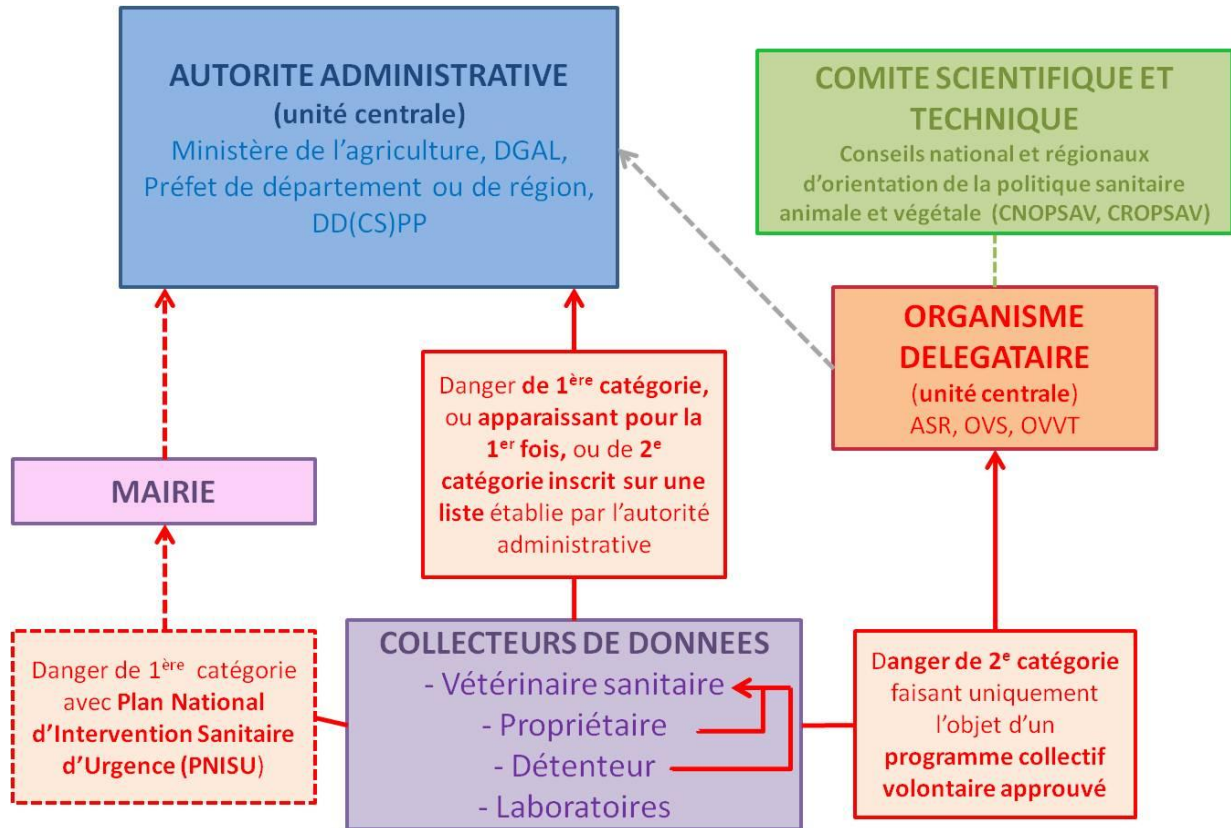 AUTORITE ADMINISTRATIVE
(unité centrale)
Ministère de l’agriculture, DGAL,
Préfet de département ou de région,
DD(CS)PP
COMITE SCIENTIFIQUE ET
TECHNIQUE
Conseils national et régionaux
d’orientation de la politique sanitaire
animale et végétale (CNOPSAV, CROPSAV)
ORGANISME
DELEGATAIRE
(unité centrale)
ASR, OVS, OVVT
Danger de 1ère catégorie,
ou apparaissant pour la
1er fois, ou de 2e
catégorie inscrit sur une
liste établie par l’autorité
administrative
MAIRIE
Danger de 1ère catégorie
avec Plan National
d’Intervention Sanitaire
d’Urgence (PNISU)
COLLECTEURS DE DONNEES
- Vétérinaire sanitaire
- Propriétaire
- Détenteur
- Laboratoires
Danger de 2e catégorie
faisant uniquement
l’objet d’un
programme collectif
volontaire approuvé